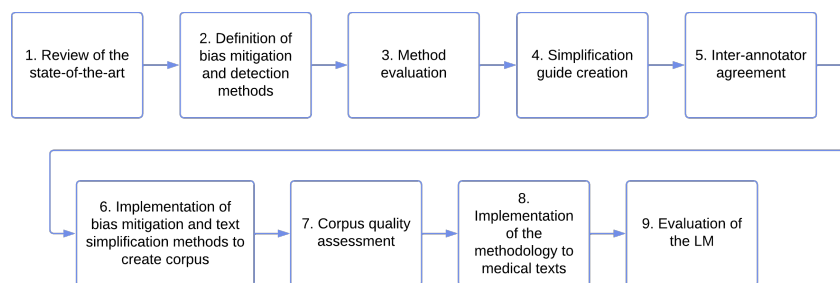 1. Review of the
state-of-the-art
2. Definition of
bias mitigation
and detection
methods
3. Method
evaluation
4. Simplification
guide creation
5. Inter-annotator
agreement
6. Implementation of
bias mitigation and text
simplification methods to
create corpus
7. Corpus quality
assessment
8.
Implementation
of the
methodology to
medical texts
9. Evaluation of
the LM